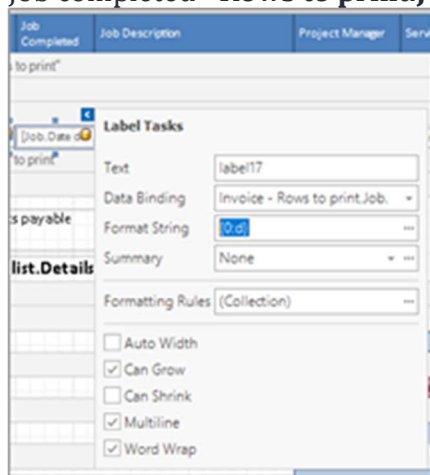 Job Completed Job Description Project Manager Serv
to print"
[Job.Date d
to print"
Label Tasks
Text label17
s payable
Data Binding Invoice - Rows to print.Job.
Format String {0:d}
list.Details
Summary None
Formatting Rules (Collection)
Auto Width
Can Grow
Can Shrink
Multiline
Word Wrap